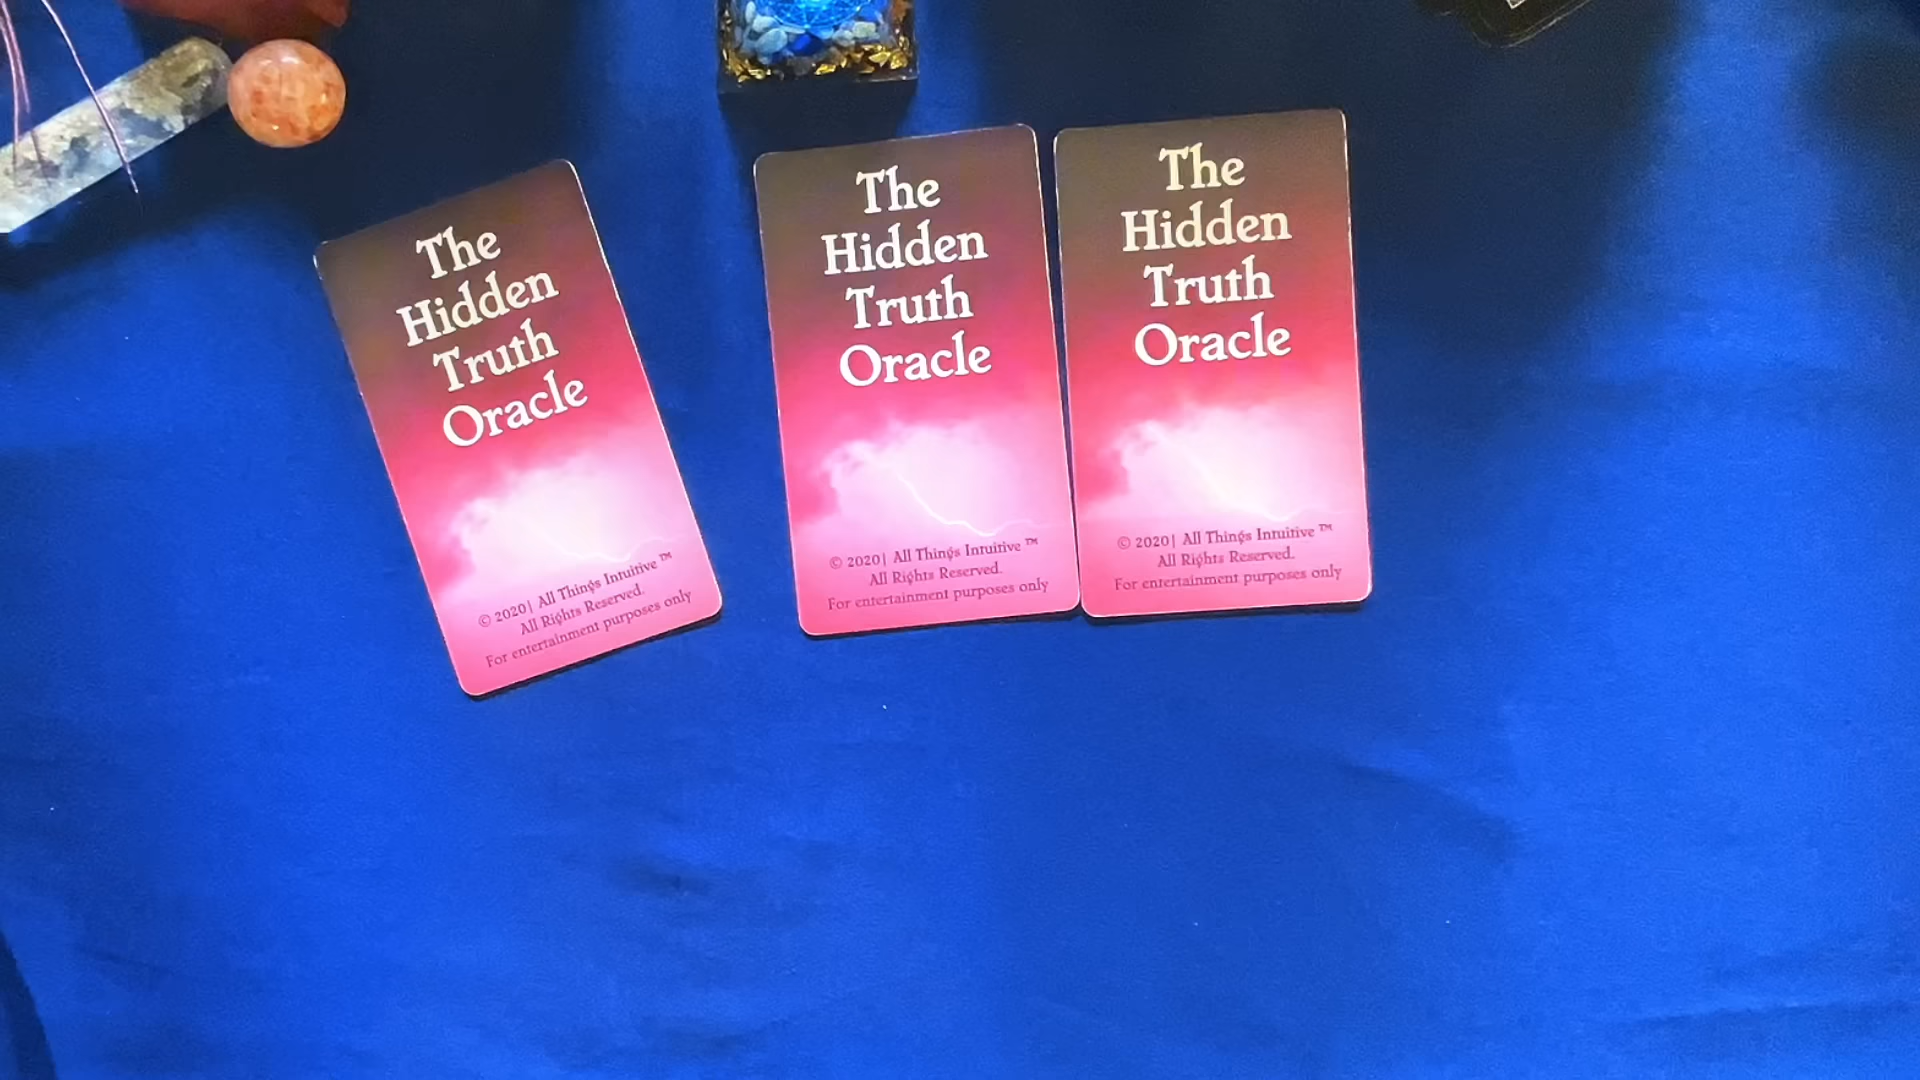 The
Hidden
Truth
Oracle
© 2020| All Things Intuitive ™
All Rights Reserved.
For entertainment purposes only
The
Hidden
Truth
Oracle
© 2020| All Things Intuitive ™
All Rights Reserved.
For entertainment purposes only
The
Hidden
Truth
Oracle
© 2020| All Things Intuitive ™
All Rights Reserved.
For entertainment purposes only